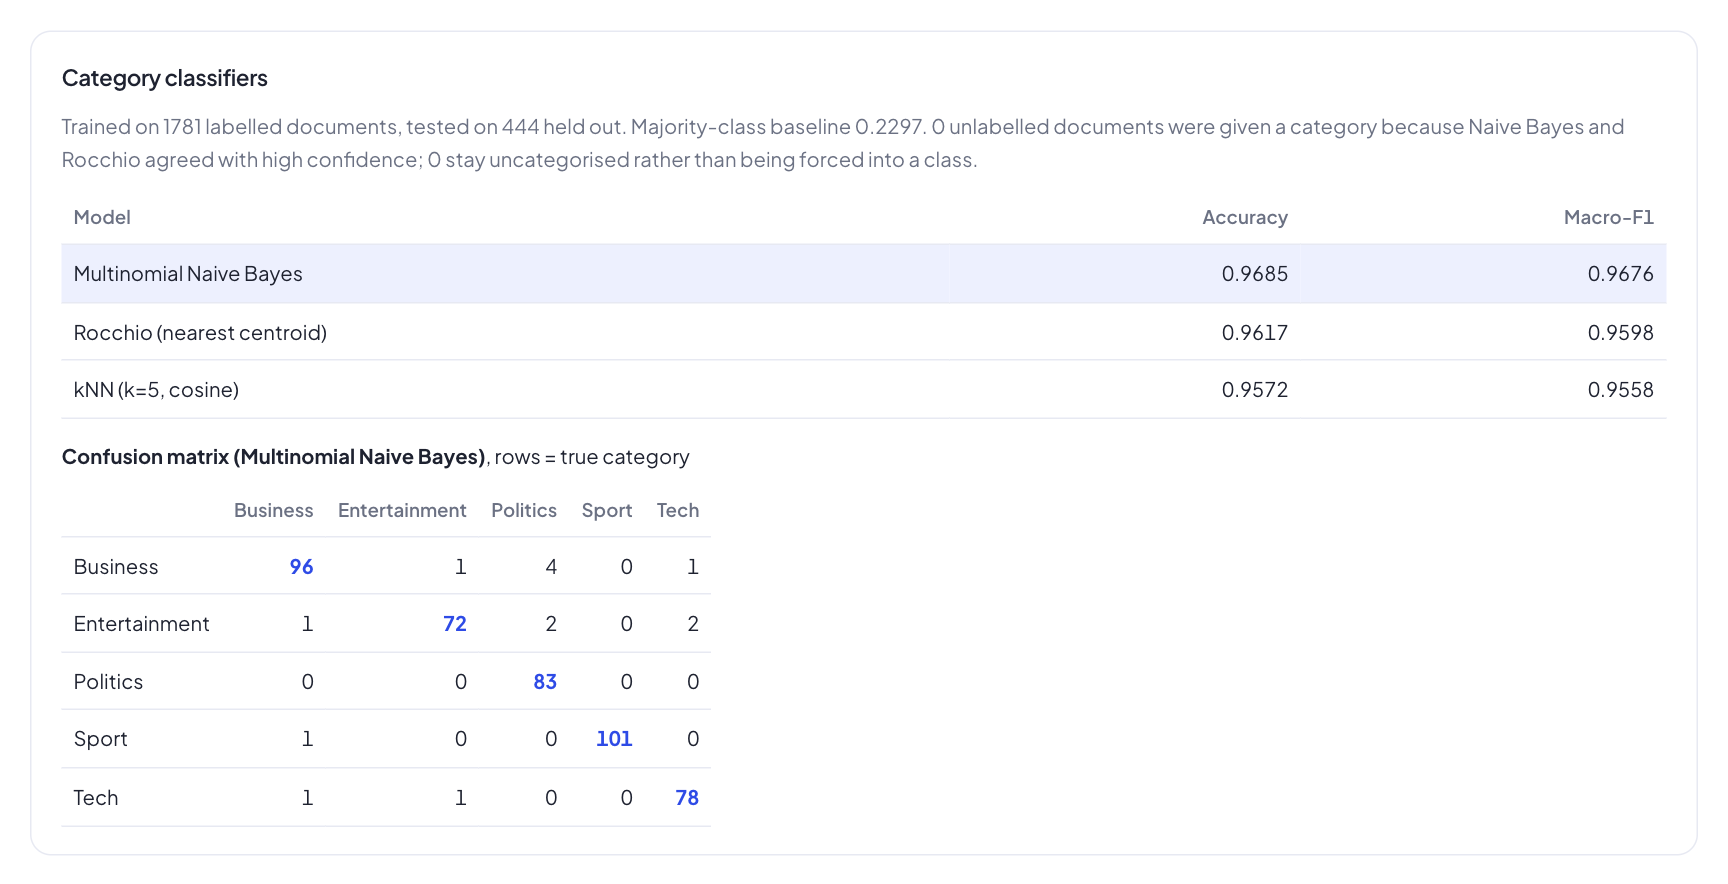 Category classifiers
Trained on 1781 labelled documents, tested on 444 held out. Majority-class baseline 0.2297. 0 unlabelled documents were given a category because Naive Bayes and
Rocchio agreed with high confidence; 0 stay uncategorised rather than being forced into a class.
Model Accuracy Macro-F1
Multinomial Naive Bayes 0.9685 0.9676
Rocchio (nearest centroid) 0.9617 0.9598
kNN (k=5, cosine) 0.9572 0.9558
Confusion matrix (Multinomial Naive Bayes), rows = true category
Business Entertainment Politics Sport Tech
Business 96 1 4 0 1
Entertainment 1 72 2 0 2
Politics 0 0 83 0 0
Sport 1 0 0 101 0
Tech 1 1 0 0 78